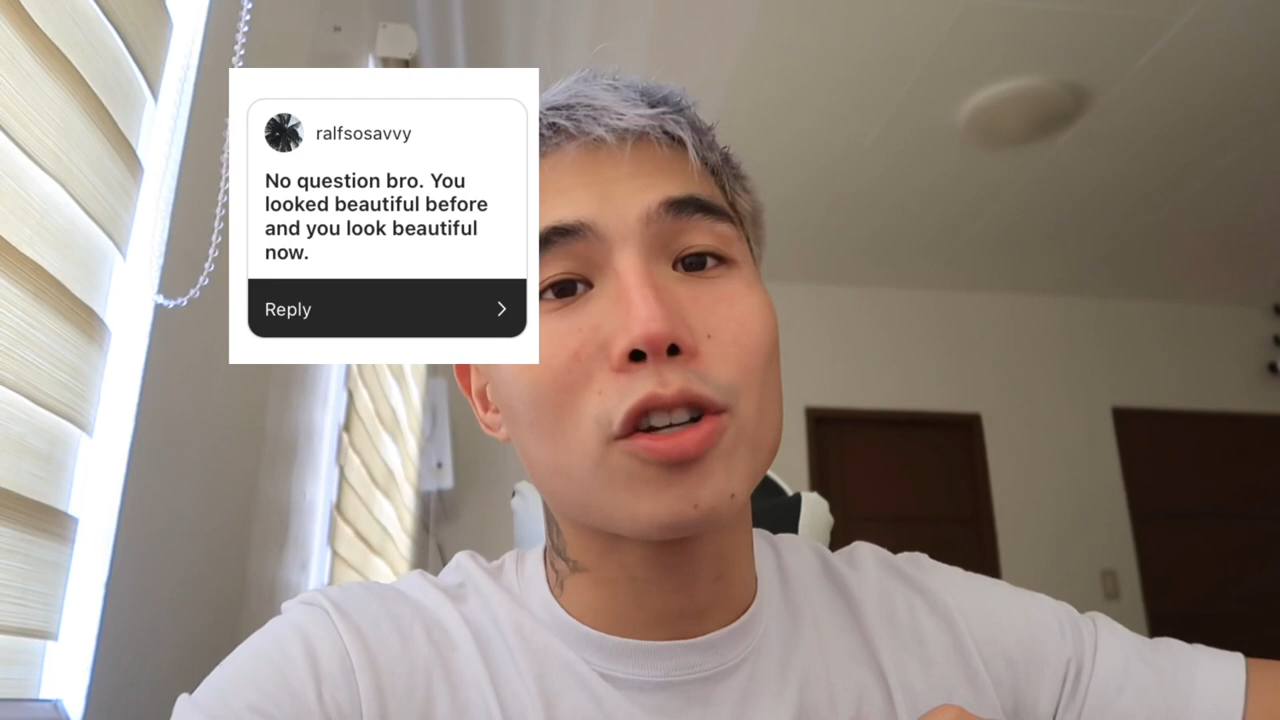 ralfsosavvy
No question bro. You
looked beautiful before
and you look beautiful
now.
Reply